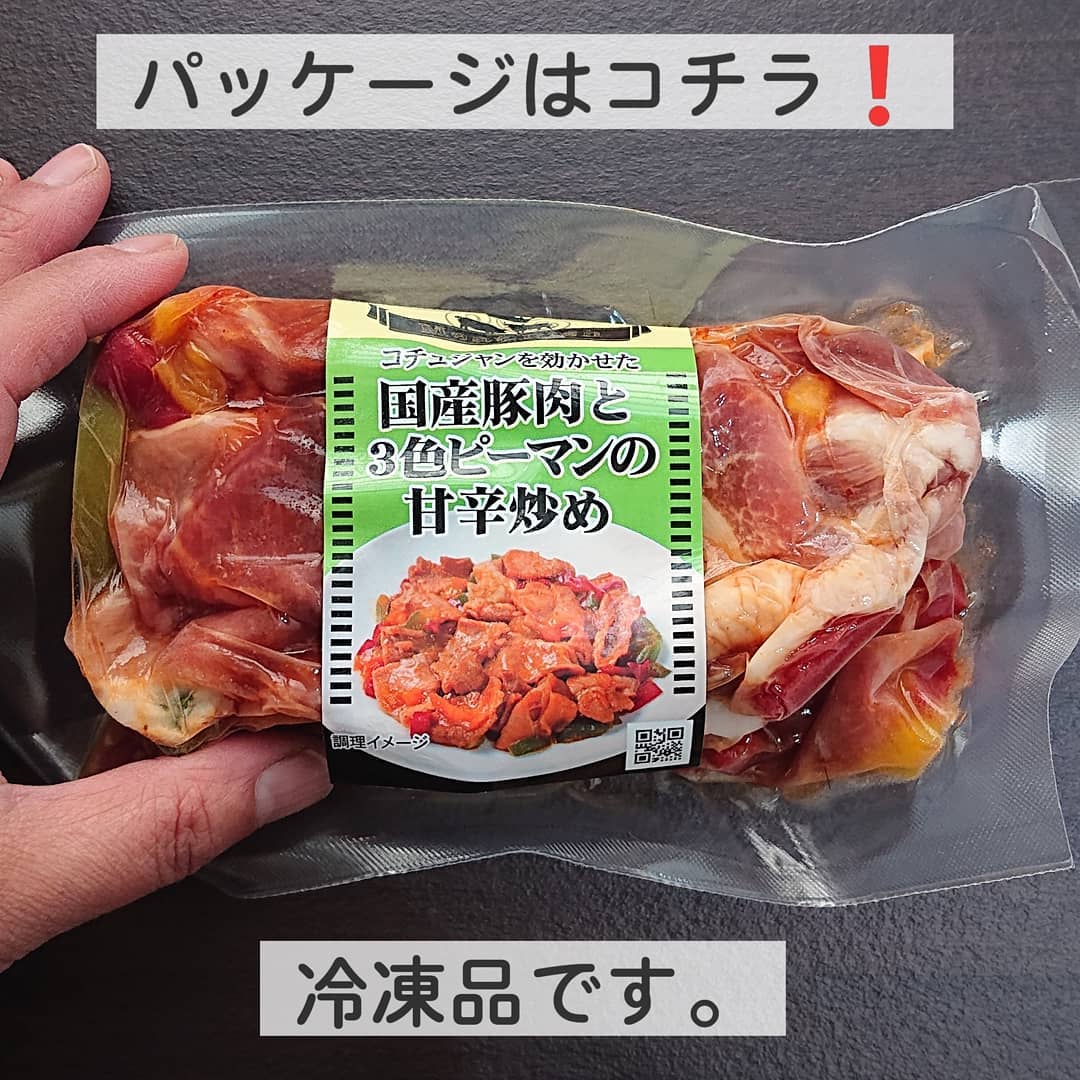 パッケージはコチラ❗
コチュジャンを効かせた
国産豚肉と
3色ピーマンの
甘辛炒め
調理イメージ
冷凍品です。